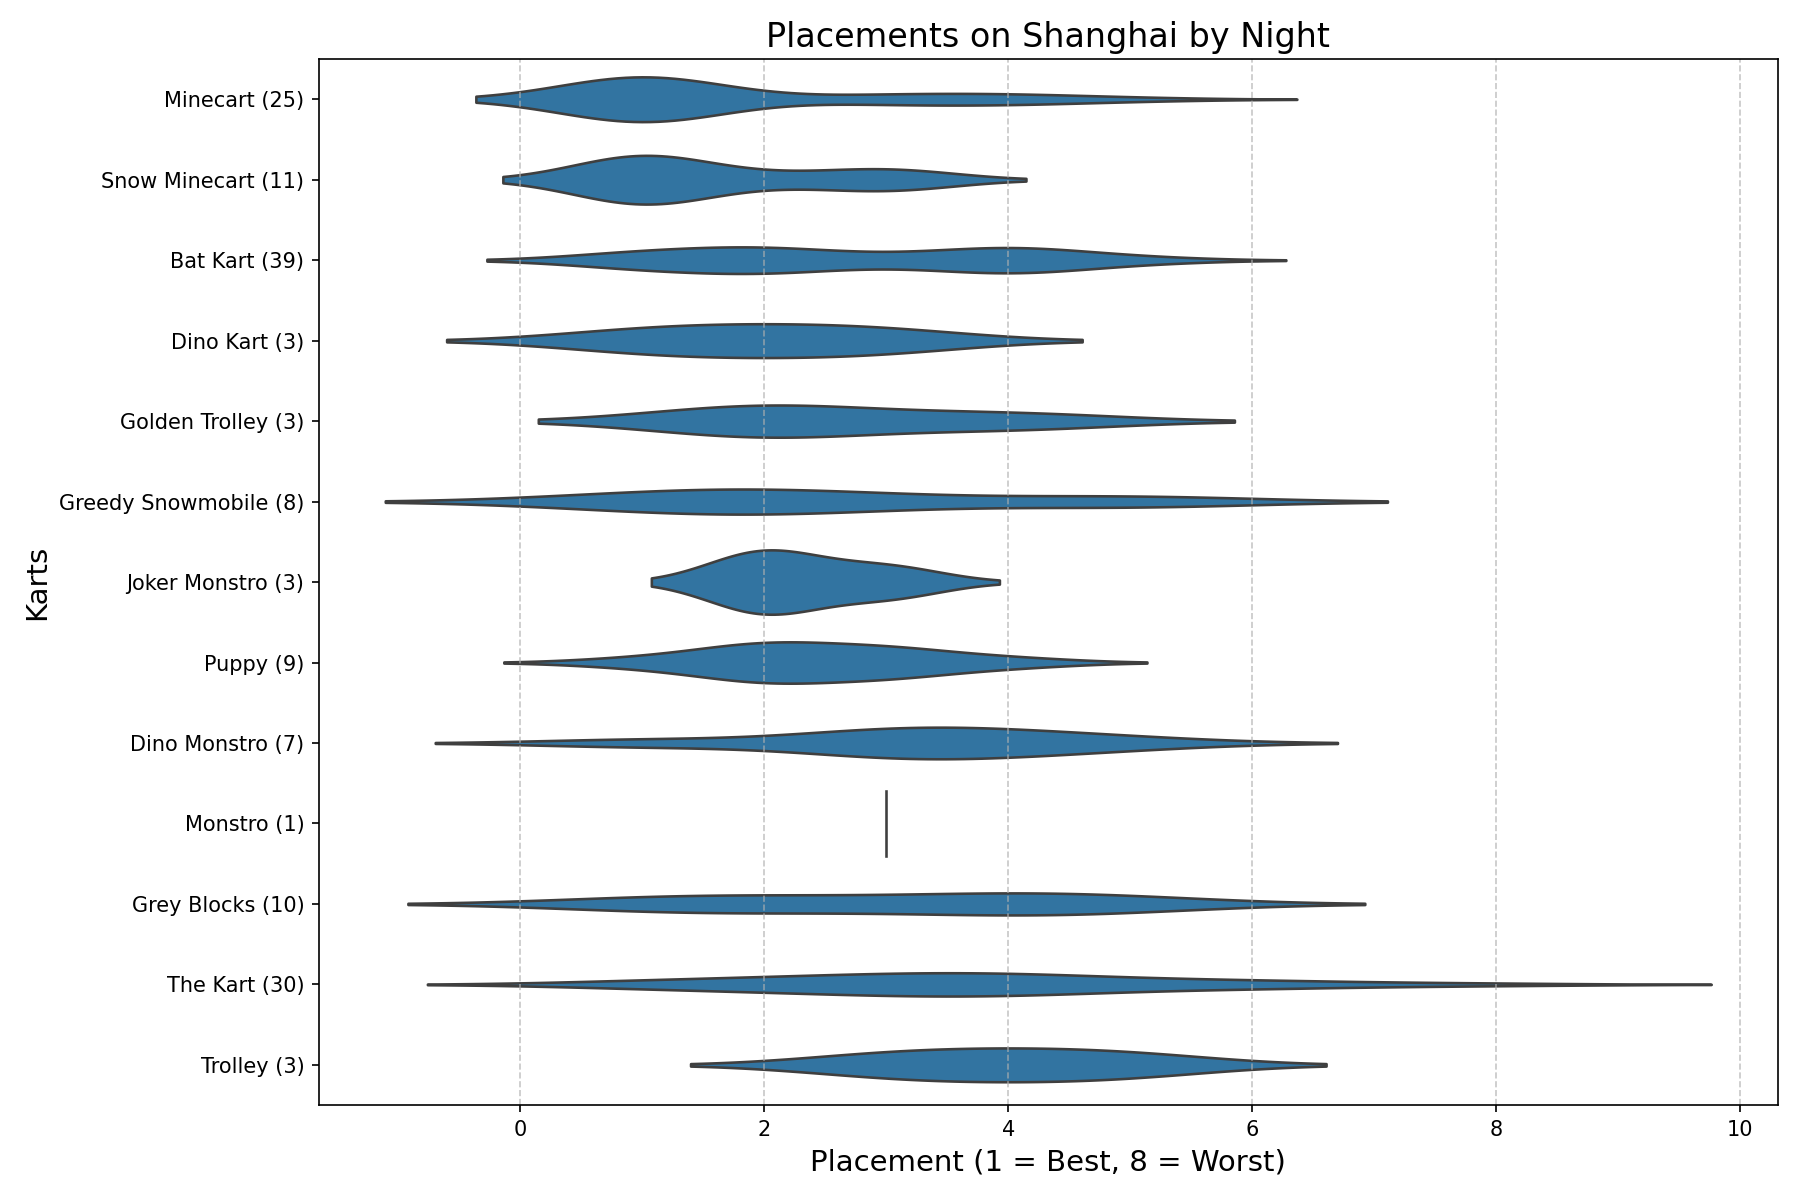 Placements on Shanghai by Night
Karts
Minecart (25)
Snow Minecart (11)
Bat Kart (39)
Dino Kart (3)
Golden Trolley (3)
Greedy Snowmobile (8)
Joker Monstro (3)
Puppy (9)
Dino Monstro (7)
Monstro (1)
Grey Blocks (10)
The Kart (30)
Trolley (3)
0 2 4 6 8 10
Placement (1 = Best, 8 = Worst)